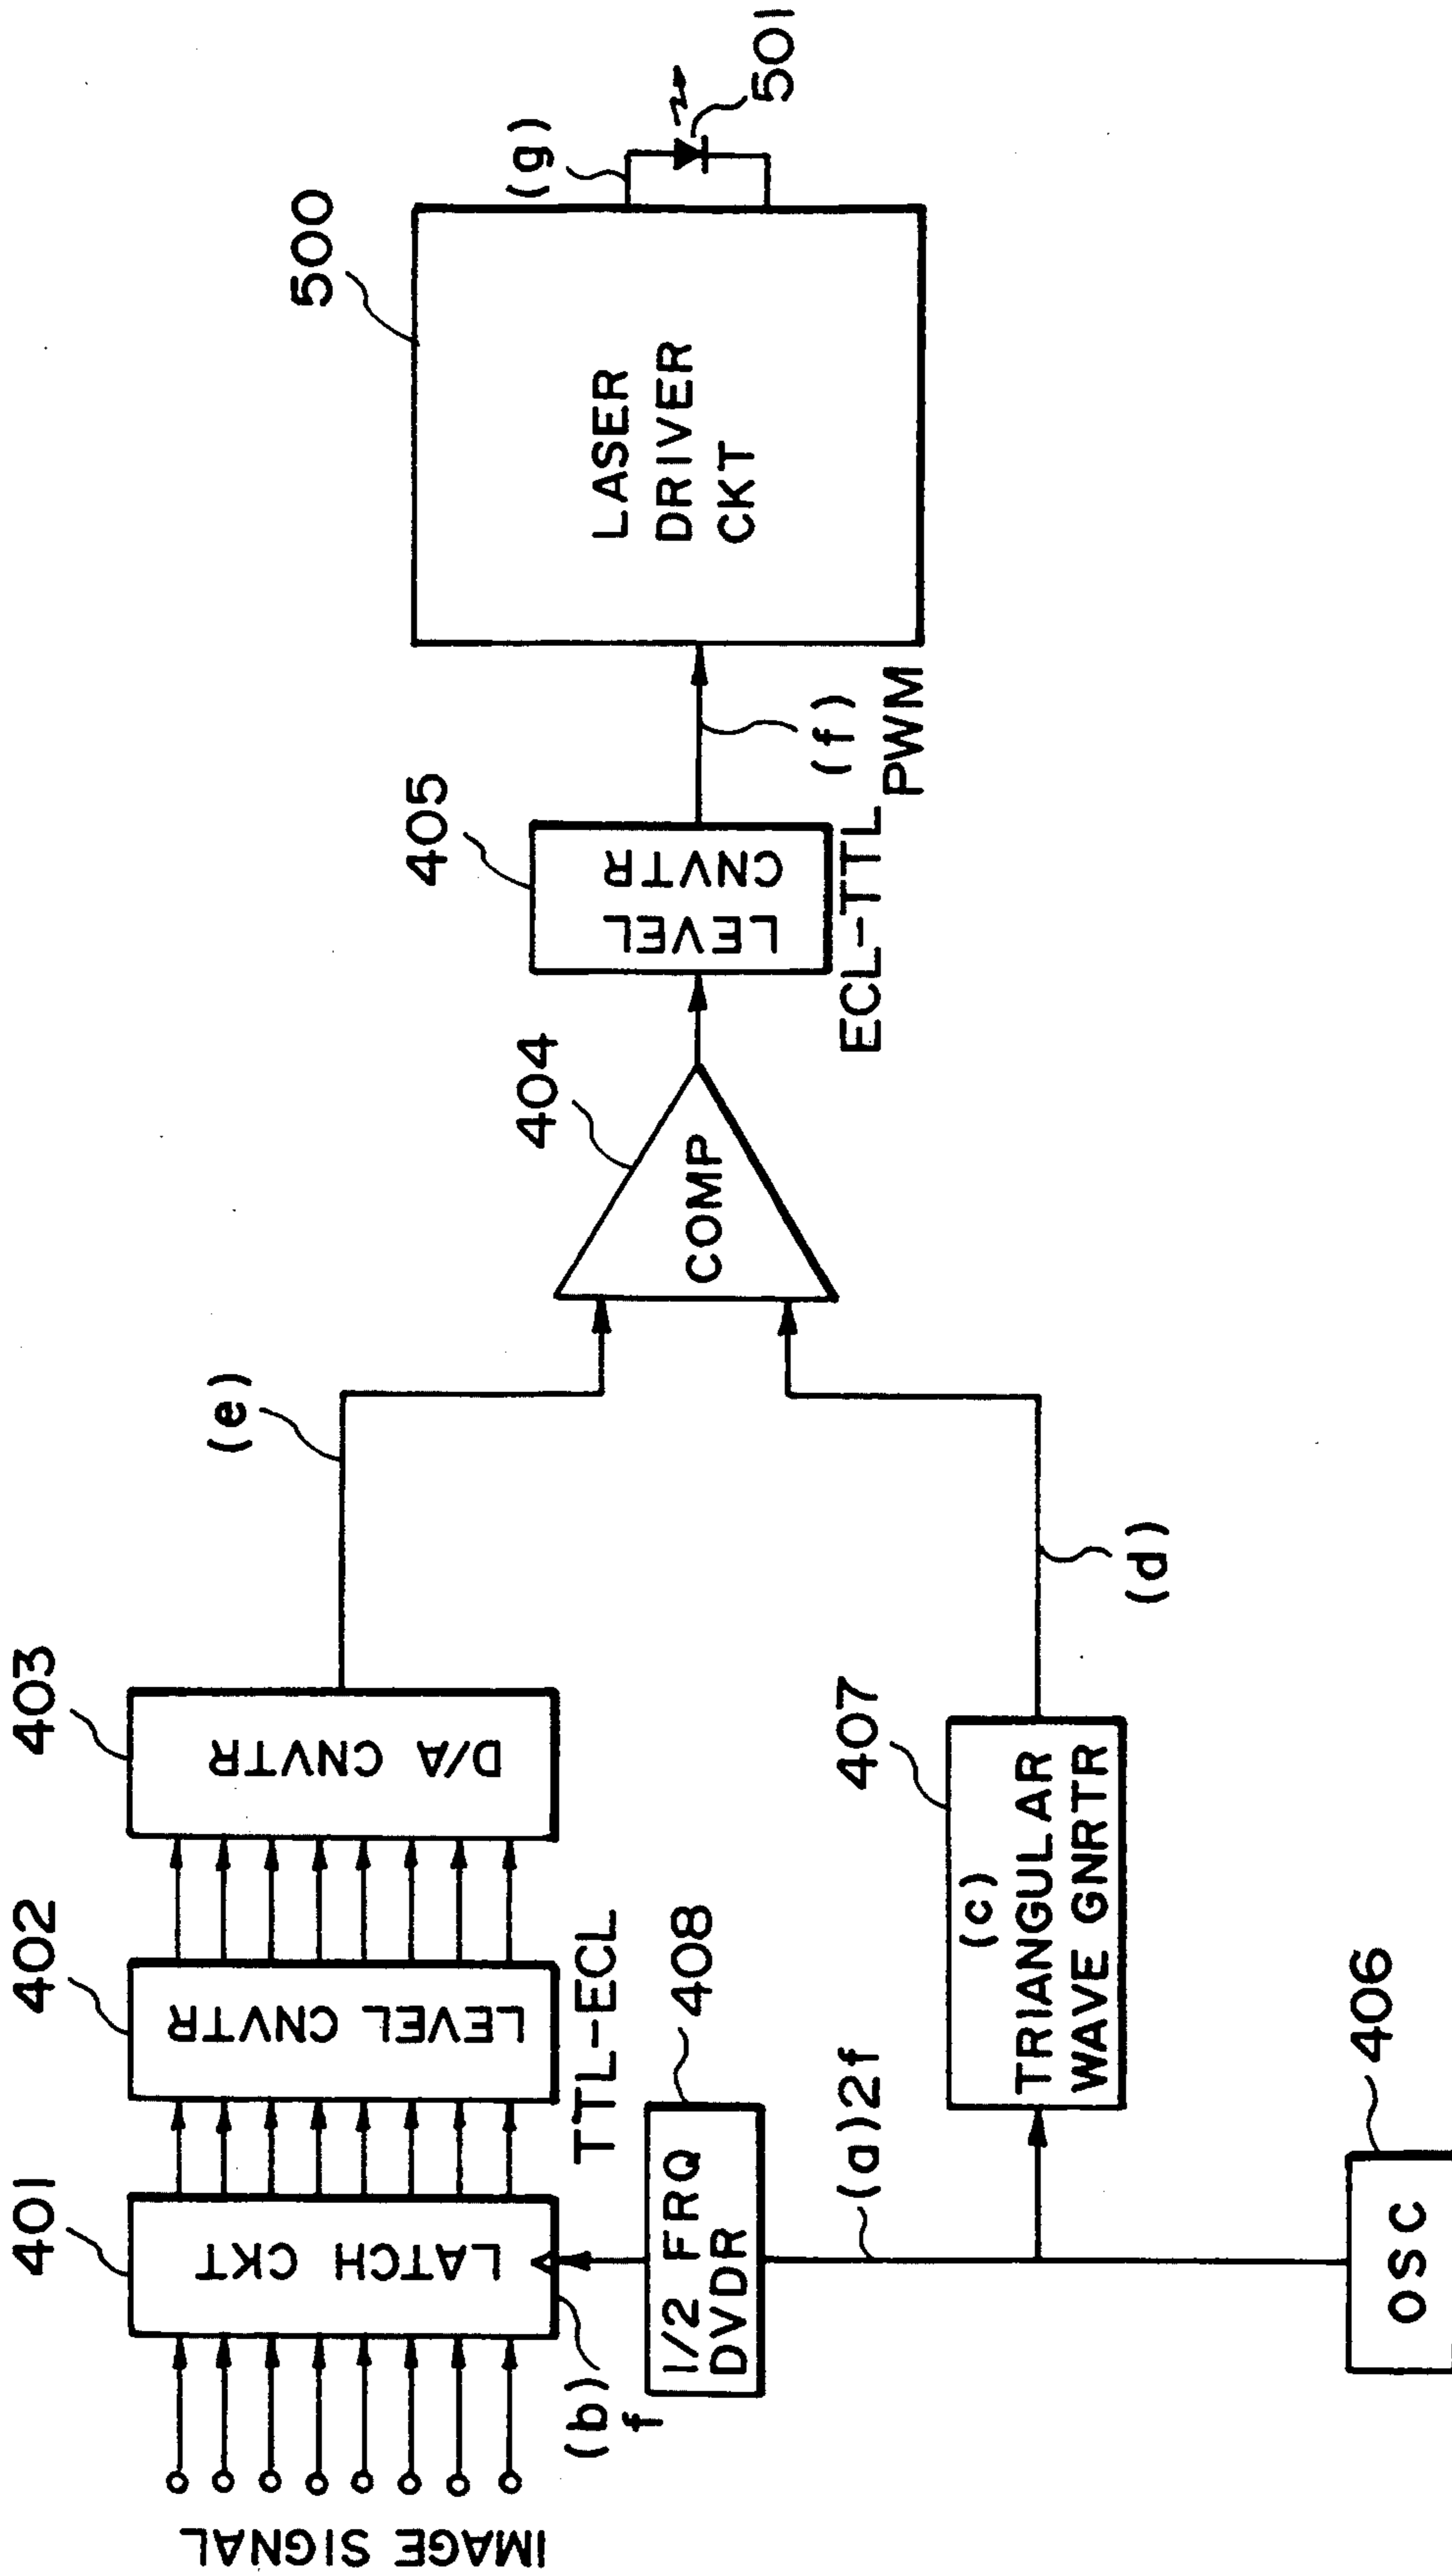 IMAGE SIGNAL
401
LATCH CKT
(b)
f
402
LEVEL CNVTR
TTL-ECL
403
D/A CNVTR
(e)
408
1/2 FRQ
DVDR
(a)2f
406
OSC
407
(c)
TRIANGULAR
WAVE GNRTR
(d)
404
COMP
405
LEVEL
CNVTR
ECL-TTL
(f)
PWM
500
LASER
DRIVER
CKT
(g)
501